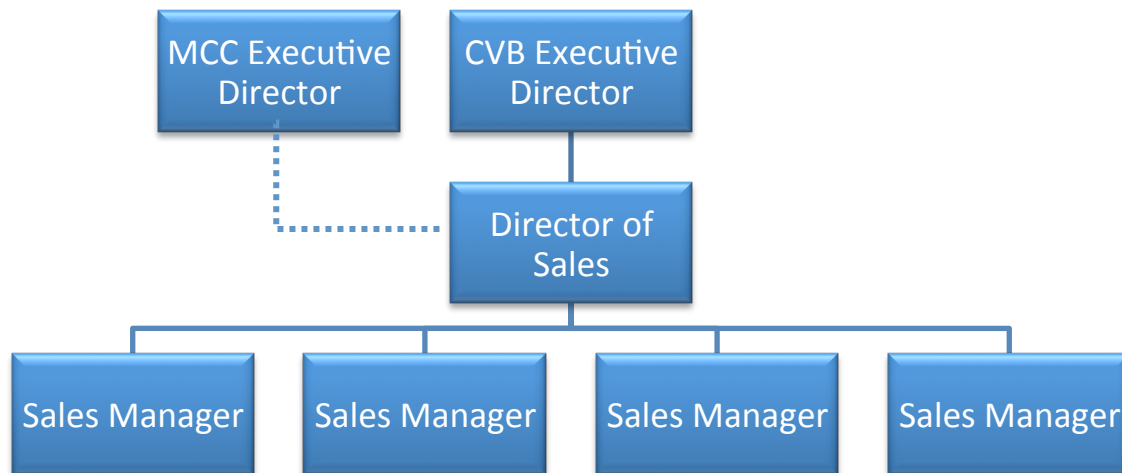 MCC Executive
Director
CVB Executive
Director
Director of
Sales
Sales Manager
Sales Manager
Sales Manager
Sales Manager